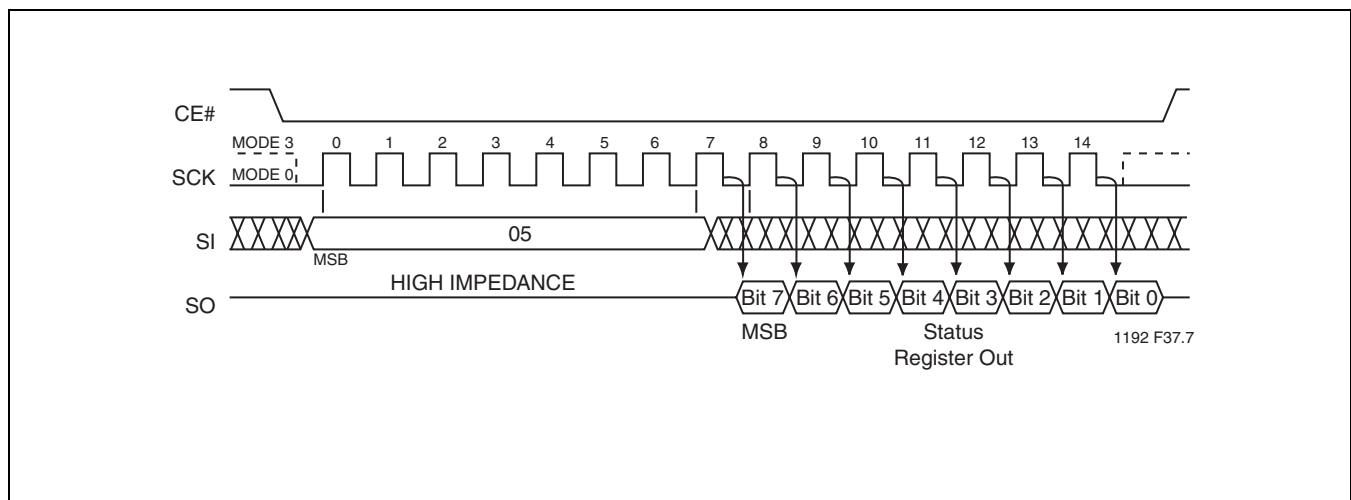 CE#
MODE 3 0 1 2 3 4 5 6 7 8 9 10 11 12 13 14
SCK MODE 0
SI 05
MSB
HIGH IMPEDANCE
SO Bit 7 Bit 6 Bit 5 Bit 4 Bit 3 Bit 2 Bit 1 Bit 0
MSB Status
Register Out
1192 F37.7